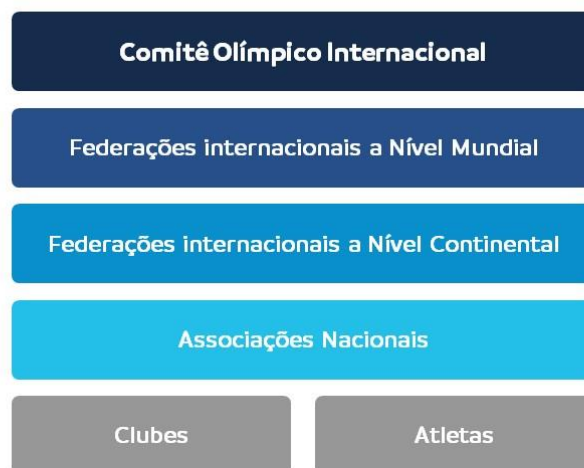 Comitê Olímpico Internacional
Federações internacionais a Nível Mundial
Federações internacionais a Nível Continental
Associações Nacionais
Clubes
Atletas